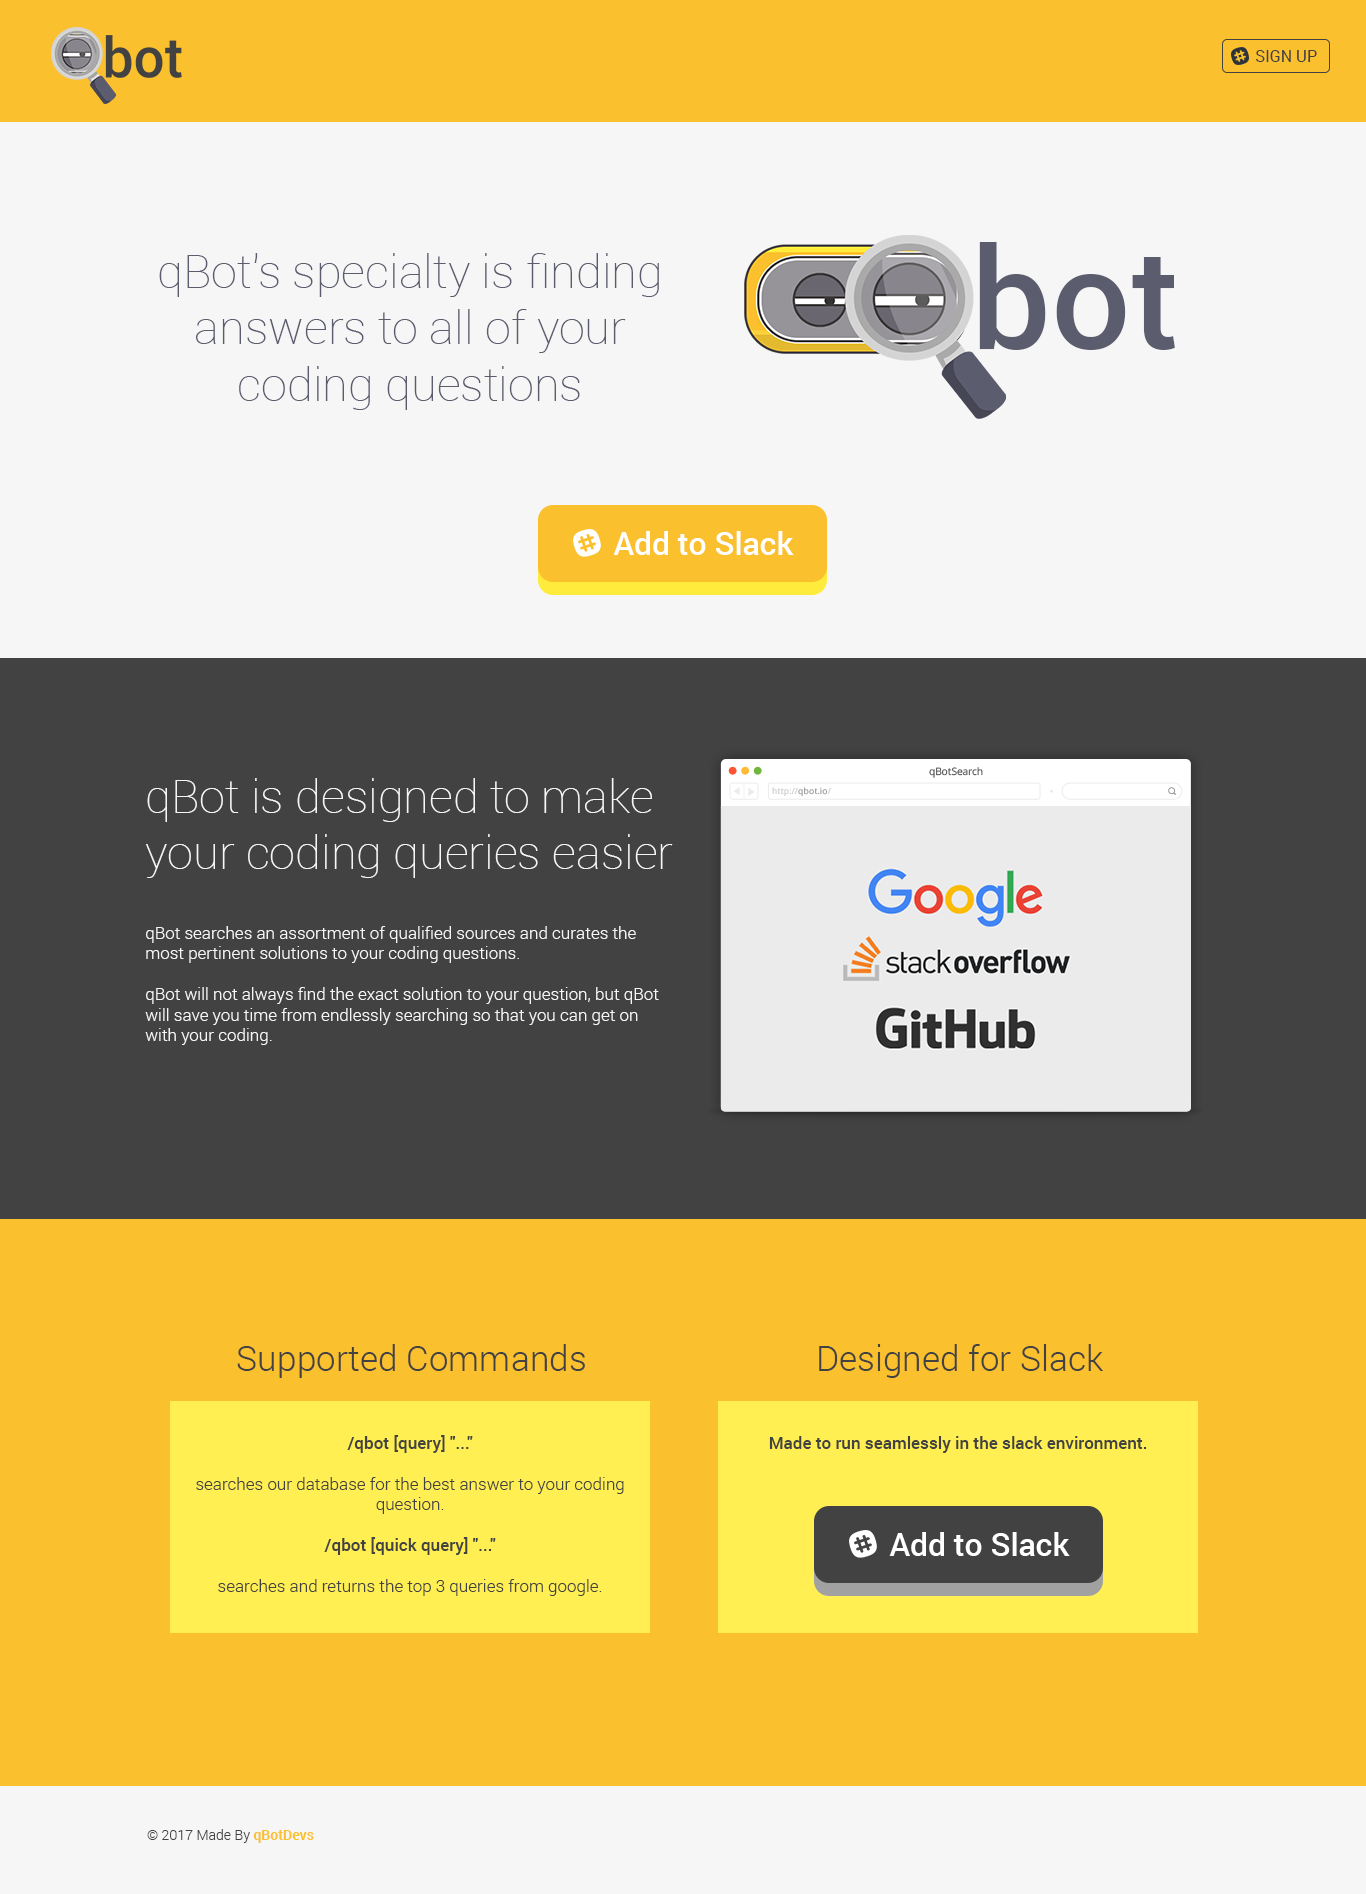 bot
SIGN UP
qBot's specialty is finding
answers to all of your
coding questions
bot
Add to Slack
qBot is designed to make
your coding queries easier
qBot searches an assortment of qualified sources and curates the
most pertinent solutions to your coding questions.
qBot will not always find the exact solution to your question, but qBot
will save you time from endlessly searching so that you can get on
with your coding.
qBotSearch
http://qbot.io/
Google
stackoverflow
GitHub
Supported Commands
/qbot [query] "..."
searches our database for the best answer to your coding
question.
/qbot [quick query] "..."
searches and returns the top 3 queries from google.
Designed for Slack
Made to run seamlessly in the slack environment.
Add to Slack
© 2017 Made By qBotDevs